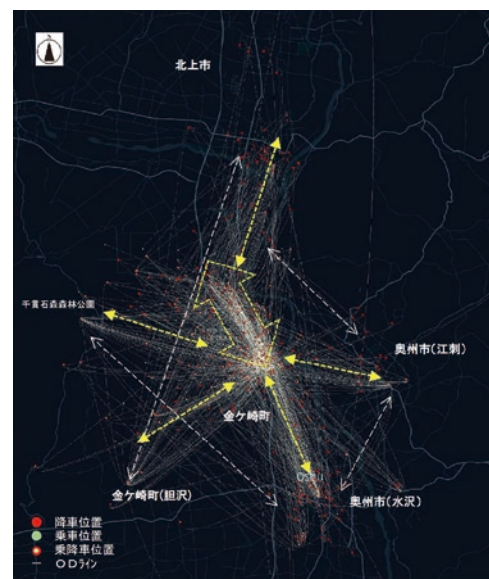 北上市
千貫石森森林公園
奥州市(江刺)
金ケ崎町
金ケ崎町(胆沢)
奥州市(水沢)
降車位置
乗車位置
乗降車位置
ODライン